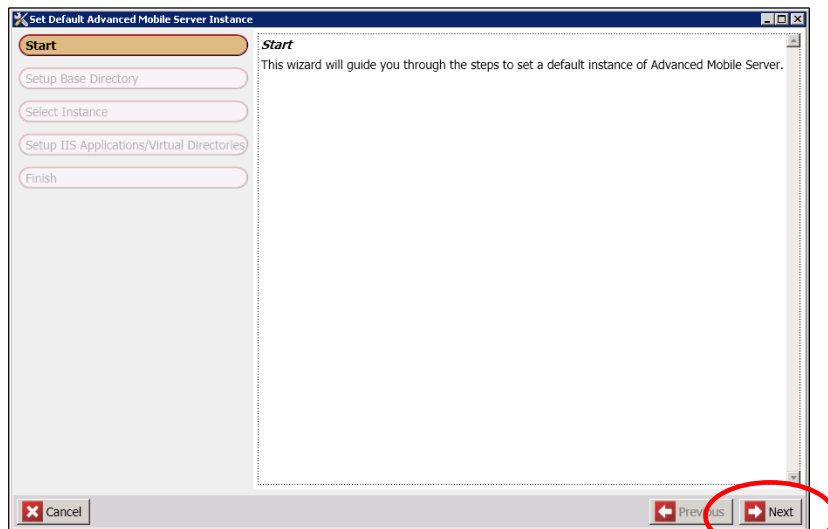 Set Default Advanced Mobile Server Instance
Start
Setup Base Directory
Select Instance
Setup IIS Applications/Virtual Directories
Finish
Start
This wizard will guide you through the steps to set a default instance of Advanced Mobile Server.
Cancel
Previous
Next